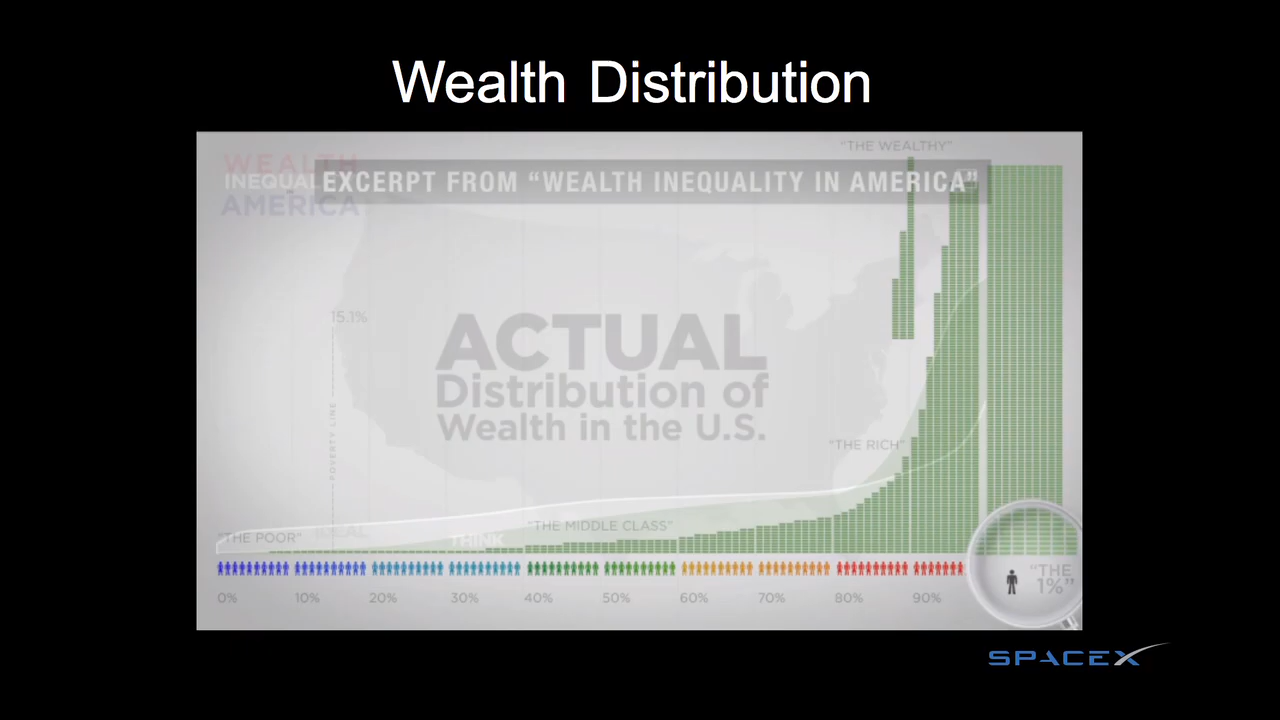 Wealth Distribution
"THE WEALTHY"
WEALTH
INEQUAL
AMERICA
EXCERPT FROM “WEALTH INEQUALITY IN AMERICA”
15.1%
POVERTY LINE
ACTUAL
Distribution of
Wealth in the U.S.
"THE RICH"
"THE MIDDLE CLASS"
"THE POOR"
IDEAL
THINK
"THE
1%"
0% 10% 20% 30% 40% 50% 60% 70% 80% 90%
SPACEX